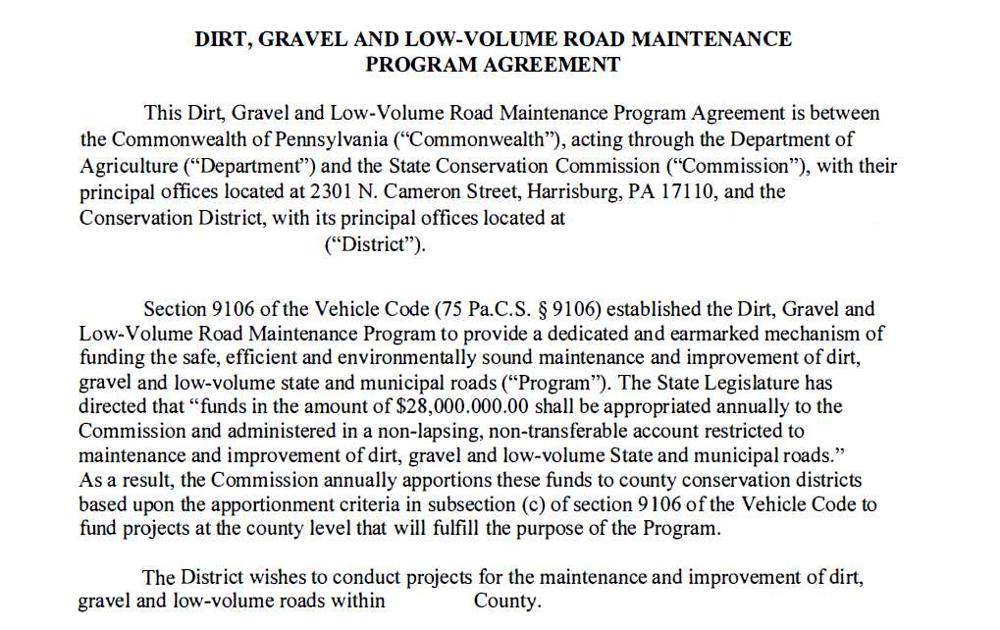 DIRT, GRAVEL AND LOW-VOLUME ROAD MAINTENANCE
PROGRAM AGREEMENT
This Dirt, Gravel and Low-Volume Road Maintenance Program Agreement is between
the Commonwealth of Pennsylvania (“Commonwealth”), acting through the Department of
Agriculture (“Department”) and the State Conservation Commission (“Commission”), with their
principal offices located at 2301 N. Cameron Street, Harrisburg, PA 17110, and the
Conservation District, with its principal offices located at
(“District”).
Section 9106 of the Vehicle Code (75 Pa.C.S. § 9106) established the Dirt, Gravel and
Low-Volume Road Maintenance Program to provide a dedicated and earmarked mechanism of
funding the safe, efficient and environmentally sound maintenance and improvement of dirt,
gravel and low-volume state and municipal roads (“Program”). The State Legislature has
directed that “funds in the amount of $28,000.000.00 shall be appropriated annually to the
Commission and administered in a non-lapsing, non-transferable account restricted to
maintenance and improvement of dirt, gravel and low-volume State and municipal roads.”
As a result, the Commission annually apportions these funds to county conservation districts
based upon the apportionment criteria in subsection (c) of section 9106 of the Vehicle Code to
fund projects at the county level that will fulfill the purpose of the Program.
The District wishes to conduct projects for the maintenance and improvement of dirt,
gravel and low-volume roads within County.